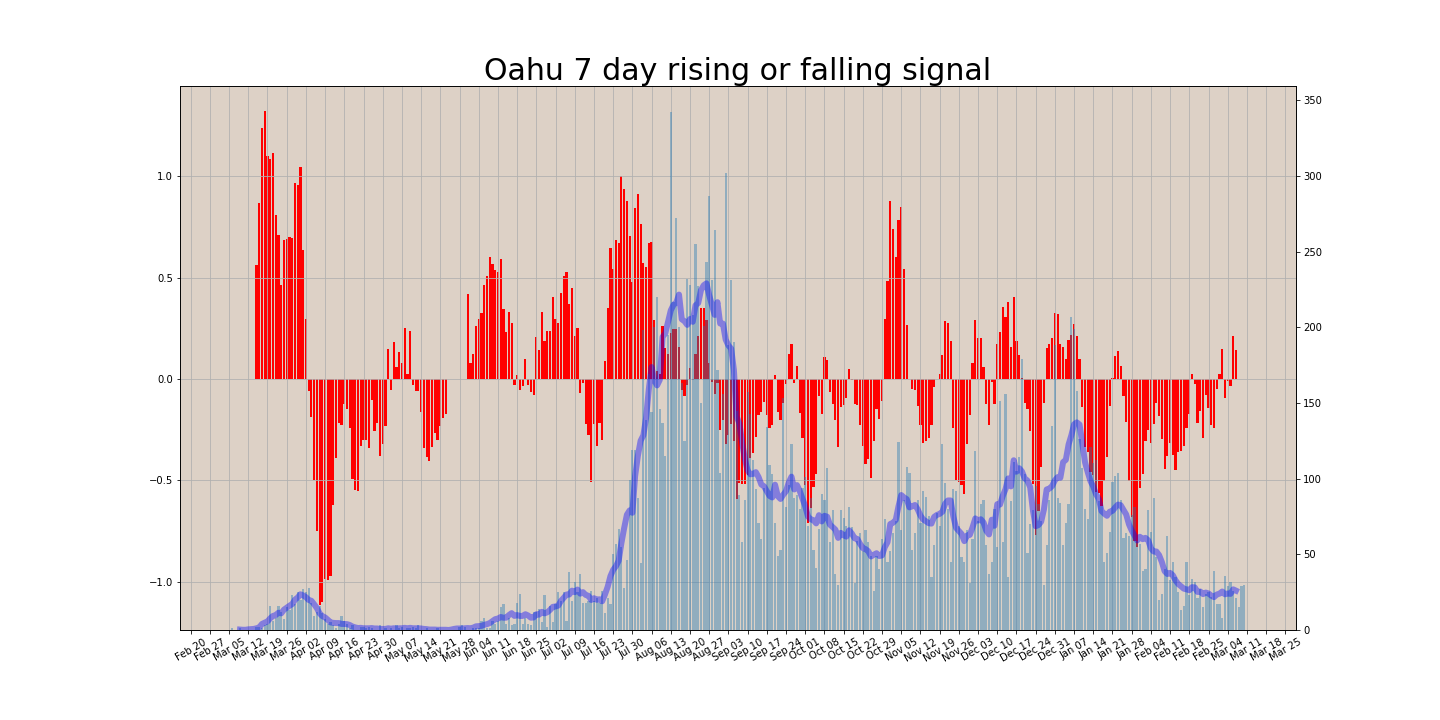 Oahu 7 day rising or falling signal
1.0
0.5
0.0
−0.5
−1.0
350
300
250
200
150
100
50
0
Feb 20
Feb 27
Mar 05
Mar 12
Mar 19
Mar 26
Apr 02
Apr 09
Apr 16
Apr 23
Apr 30
May 07
May 14
May 21
May 28
Jun 04
Jun 11
Jun 18
Jun 25
Jul 02
Jul 09
Jul 16
Jul 23
Jul 30
Aug 06
Aug 13
Aug 20
Aug 27
Sep 03
Sep 10
Sep 17
Sep 24
Oct 01
Oct 08
Oct 15
Oct 22
Oct 29
Nov 05
Nov 12
Nov 19
Nov 26
Dec 03
Dec 10
Dec 17
Dec 24
Dec 31
Jan 07
Jan 14
Jan 21
Jan 28
Feb 04
Feb 11
Feb 18
Feb 25
Mar 04
Mar 11
Mar 18
Mar 25